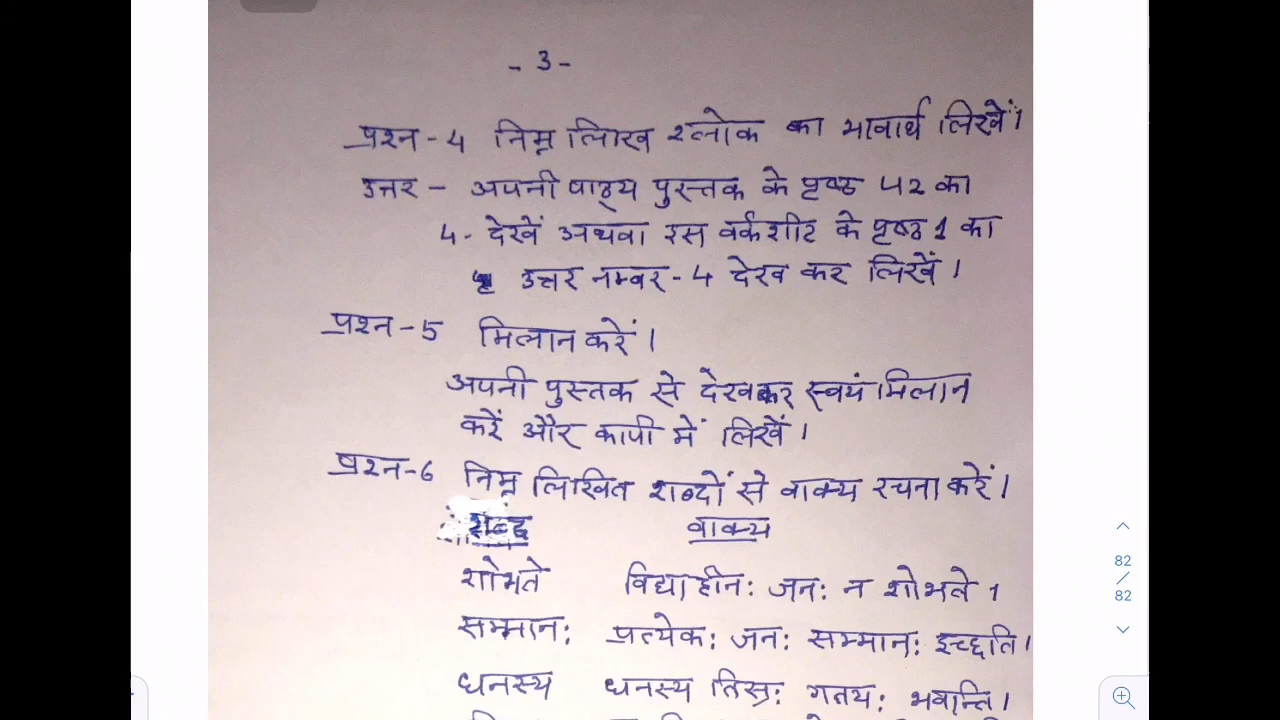 - 3 -
प्रश्न - 4 निम्न लिखि श्लोक का भावार्थ लिखें।
उत्तर - अपनी पाठ्य पुस्तक के पृष्ठ 42 का
4. देखें अथवा इस वर्कशीट के पृष्ठ 1 का
उत्तर नम्बर - 4 देख कर लिखें।
प्रश्न - 5 मिलान करें।
अपनी पुस्तक से देखकर स्वयं मिलान
करें और कापी में लिखें।
प्रश्न - 6 निम्न लिखित शब्दों से वाक्य रचना करें।
शब्द वाक्य
शोभते विद्याहीन: जन: न शोभते।
सम्मान: प्रत्येक: जन: सम्मान: इच्छति।
धनस्य धनस्य तिस्र: गतय: भवन्ति।
82
/
82